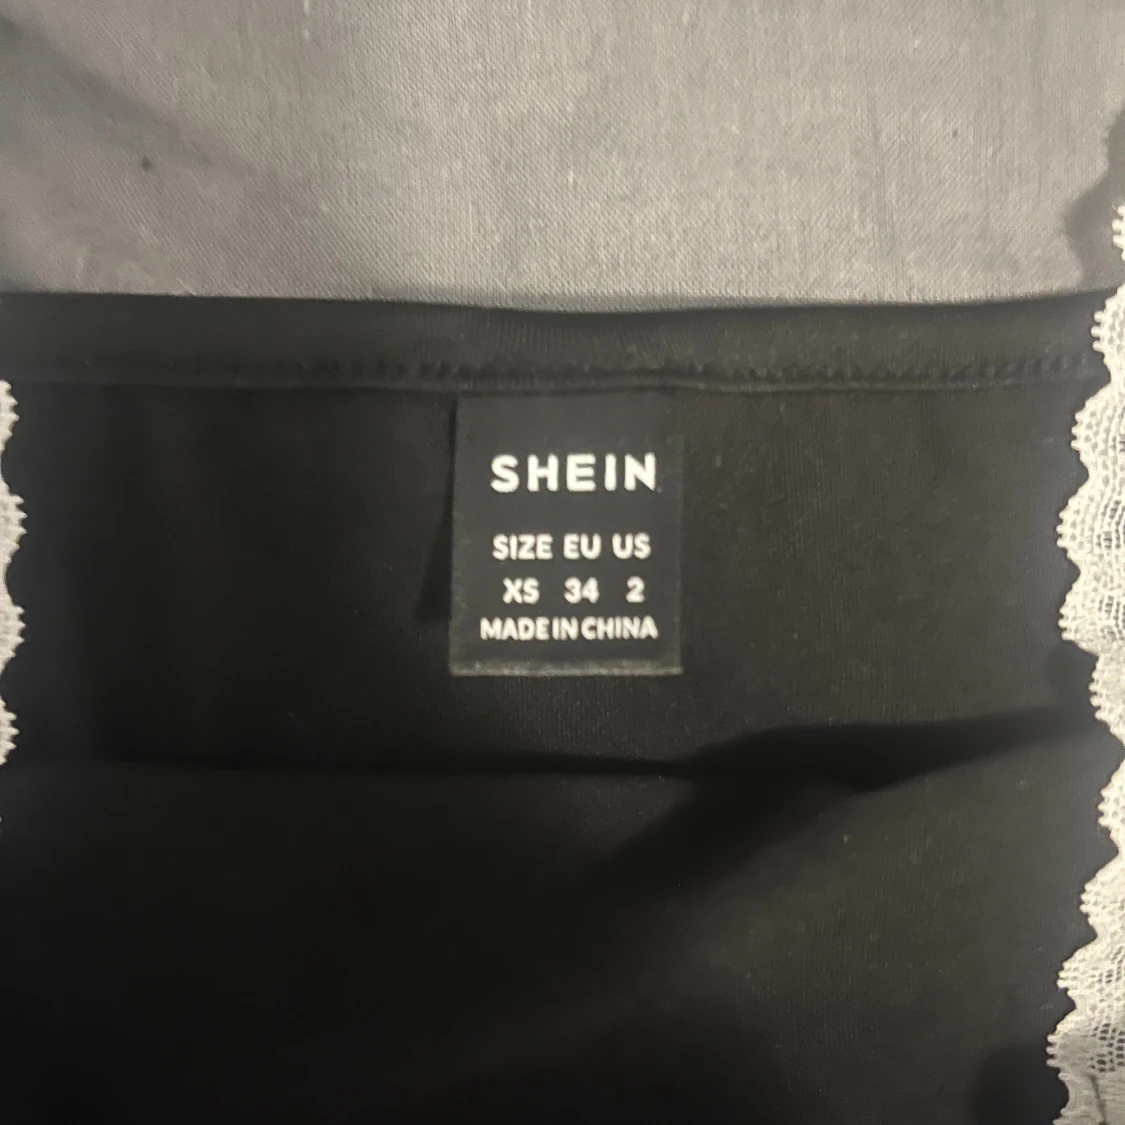 SHEIN
SIZE EU US
XS 34 2
MADE IN CHINA